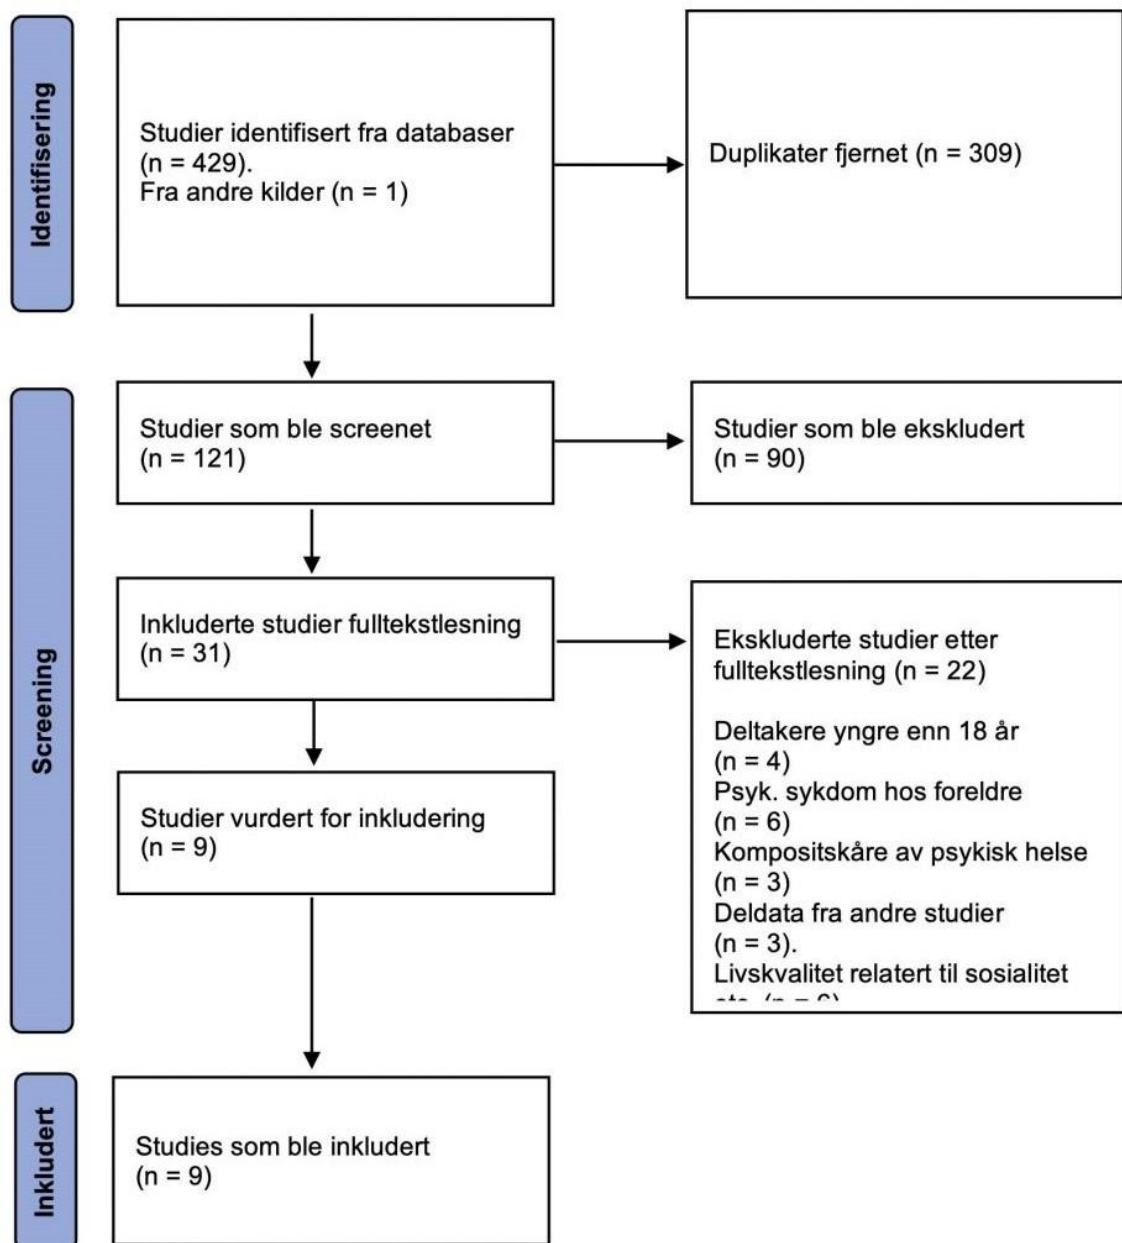 Identifisering
Studier identifisert fra databaser
(n = 429).
Fra andre kilder (n = 1)
Duplikater fjernet (n = 309)
Screening
Studier som ble screenet
(n = 121)
Studier som ble ekskludert
(n = 90)
Inkluderte studier fulltekstlesning
(n = 31)
Ekskluderte studier etter
fulltekstlesning (n = 22)
Deltakere yngre enn 18 år
(n = 4)
Psyk. sykdom hos foreldre
(n = 6)
Kompositskåre av psykisk helse
(n = 3)
Deldata fra andre studier
(n = 3).
Livskvalitet relatert til sosialitet
Studier vurdert for inkludering
(n = 9)
Inkludert
Studies som ble inkludert
(n = 9)